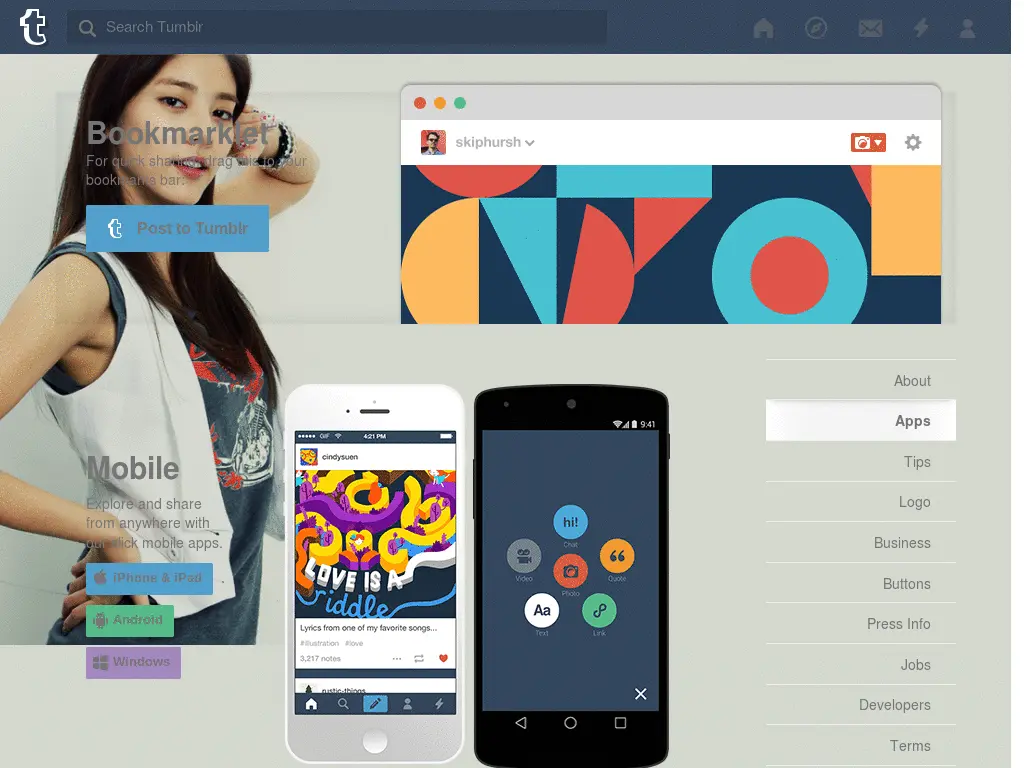 Search Tumblr
Bookmarklet
For quick sharing, drag this to your
bookmarks bar:
Post to Tumblr
skiphursh
About
Apps
Tips
Logo
Business
Buttons
Press Info
Jobs
Developers
Terms
Mobile
Explore and share
from anywhere with
our slick mobile apps.
iPhone & iPad
Android
Windows
GIF 4:21 PM
cindysuen
LOVE IS A
riddle
Lyrics from one of my favorite songs...
#illustration #love
3,217 notes
rustic-things
9:41
hi!
Chat
Video
Quote
Photo
Aa
Text
Link